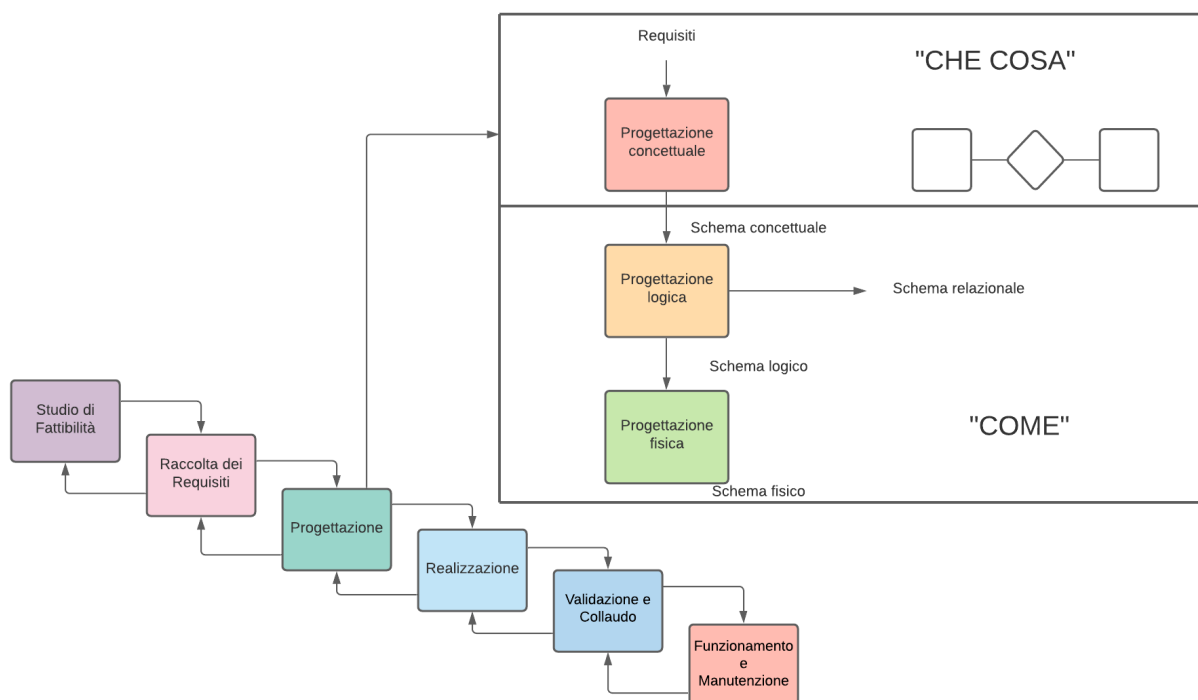 Requisiti
"CHE COSA"
Progettazione
concettuale
Schema concettuale
Progettazione
logica
Schema relazionale
Schema logico
Progettazione
fisica
"COME"
Schema fisico
Studio di
Fattibilità
Raccolta dei
Requisiti
Progettazione
Realizzazione
Validazione e
Collaudo
Funzionamento
e
Manutenzione